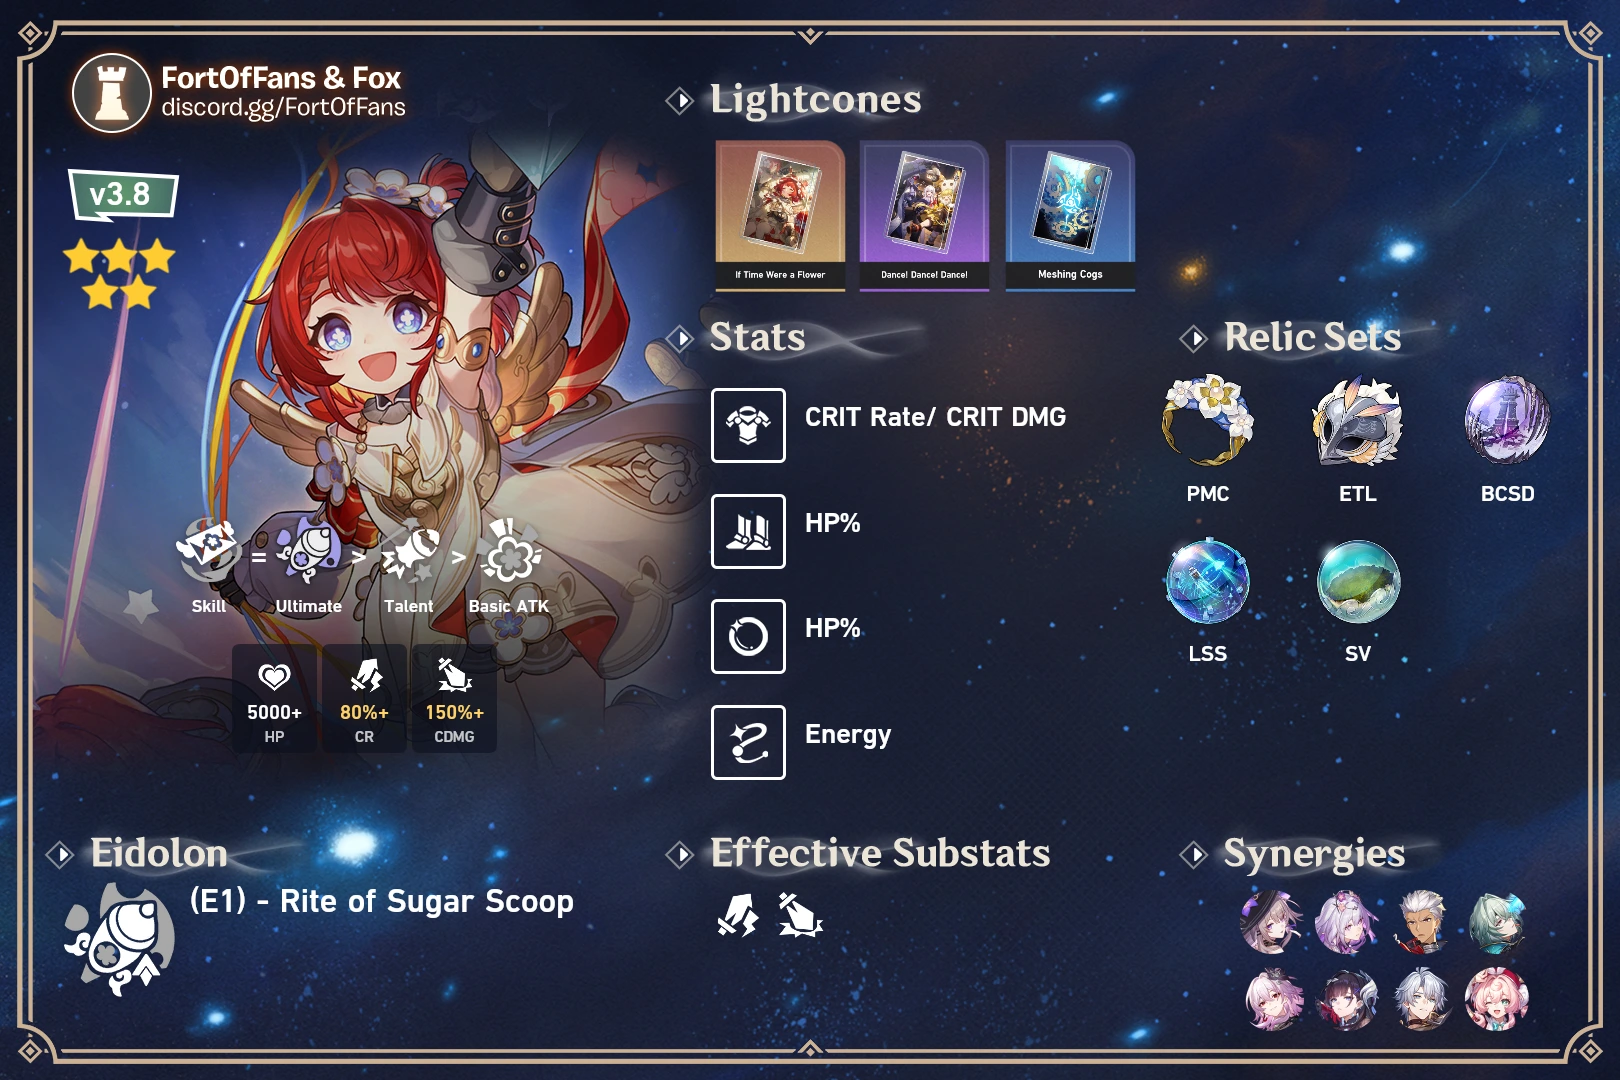 FortOfFans & Fox
discord.gg/FortOfFans
v3.8
Skill
=
Ultimate
>
Talent
>
Basic ATK
5000+
HP
80%+
CR
150%+
CDMG
Lightcones
If Time Were a Flower
Dance! Dance! Dance!
Meshing Cogs
Stats
CRIT Rate/ CRIT DMG
HP%
HP%
Energy
Relic Sets
PMC
ETL
BCSD
LSS
SV
Eidolon
(E1) - Rite of Sugar Scoop
Effective Substats
Synergies